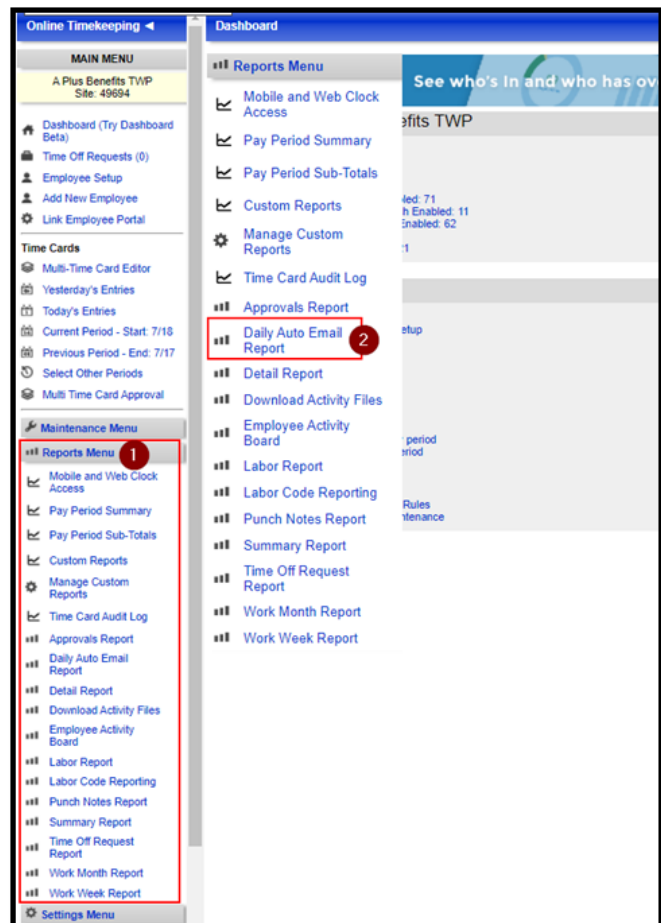 Online Timekeeping ◄
MAIN MENU
A Plus Benefits TWP
Site: 49694
Dashboard (Try Dashboard
Beta)
Time Off Requests (0)
Employee Setup
Add New Employee
Link Employee Portal
Time Cards
Multi-Time Card Editor
Yesterday's Entries
Today's Entries
Current Period - Start: 7/18
Previous Period - End: 7/17
Select Other Periods
Multi Time Card Approval
Maintenance Menu
Reports Menu 1
Mobile and Web Clock
Access
Pay Period Summary
Pay Period Sub-Totals
Custom Reports
Manage Custom
Reports
Time Card Audit Log
Approvals Report
Daily Auto Email
Report
Detail Report
Download Activity Files
Employee Activity
Board
Labor Report
Labor Code Reporting
Punch Notes Report
Summary Report
Time Off Request
Report
Work Month Report
Work Week Report
Settings Menu
Dashboard
Reports Menu
Mobile and Web Clock
Access
Pay Period Summary
Pay Period Sub-Totals
Custom Reports
Manage Custom
Reports
Time Card Audit Log
Approvals Report
Daily Auto Email 2
Report
Detail Report
Download Activity Files
Employee Activity
Board
Labor Report
Labor Code Reporting
Punch Notes Report
Summary Report
Time Off Request
Report
Work Month Report
Work Week Report
See who's In and who has ov
efits TWP
led: 71
h Enabled: 11
Enabled: 62
etup
period
eriod
Rules
ntenance